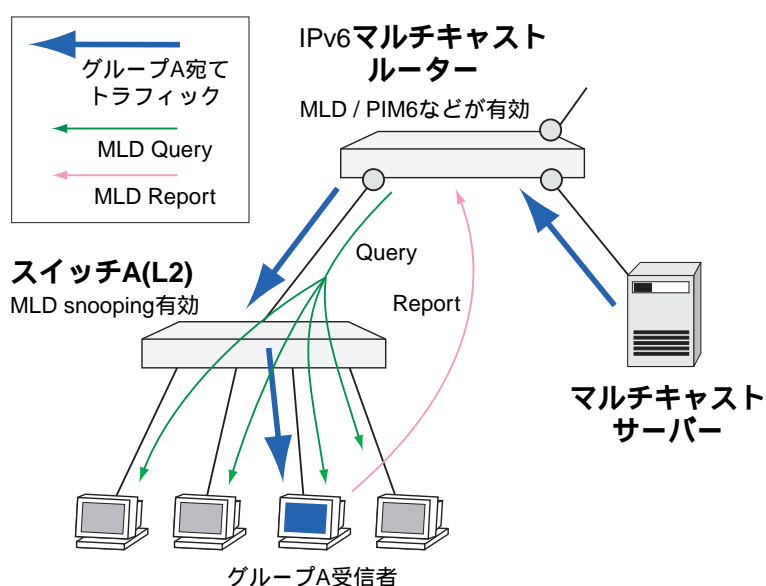 グループA宛て
トラフィック
MLD Query
MLD Report
IPv6マルチキャスト
ルーター
MLD / PIM6などが有効
Query
Report
スイッチA(L2)
MLD snooping有効
マルチキャスト
サーバー
グループA受信者